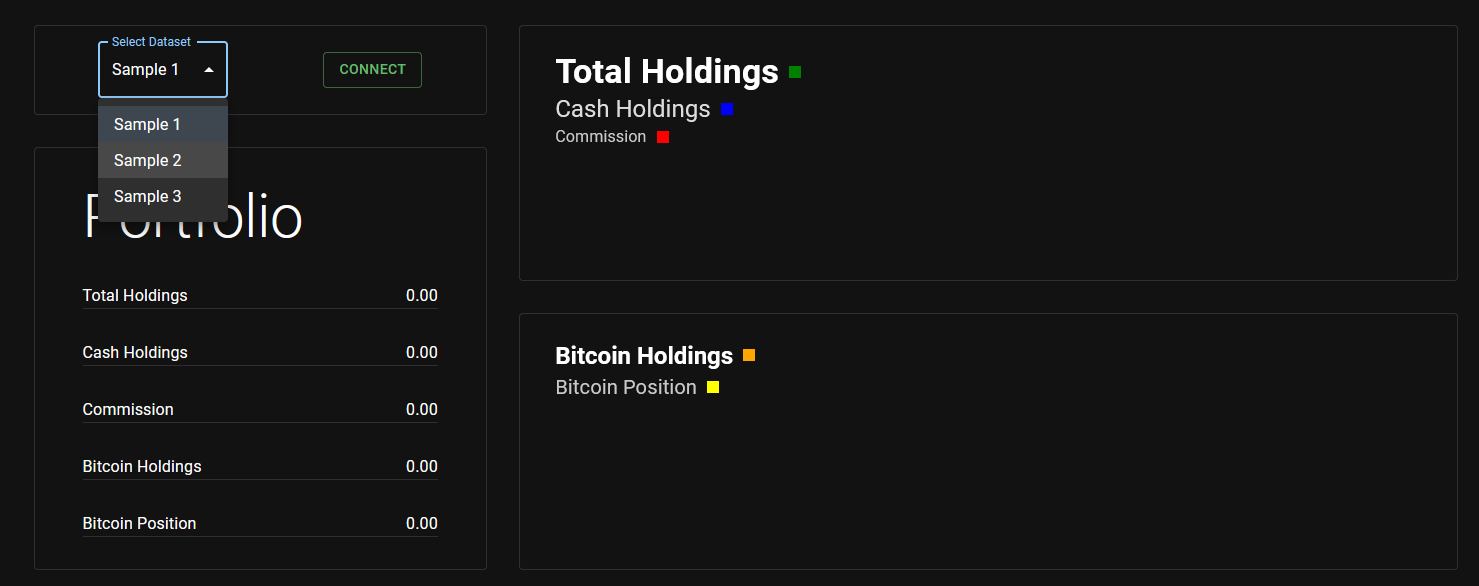 Select Dataset
Sample 1
CONNECT
Sample 1
Sample 2
Sample 3
Portfolio
Total Holdings 0.00
Cash Holdings 0.00
Commission 0.00
Bitcoin Holdings 0.00
Bitcoin Position 0.00
Total Holdings
Cash Holdings
Commission
Bitcoin Holdings
Bitcoin Position